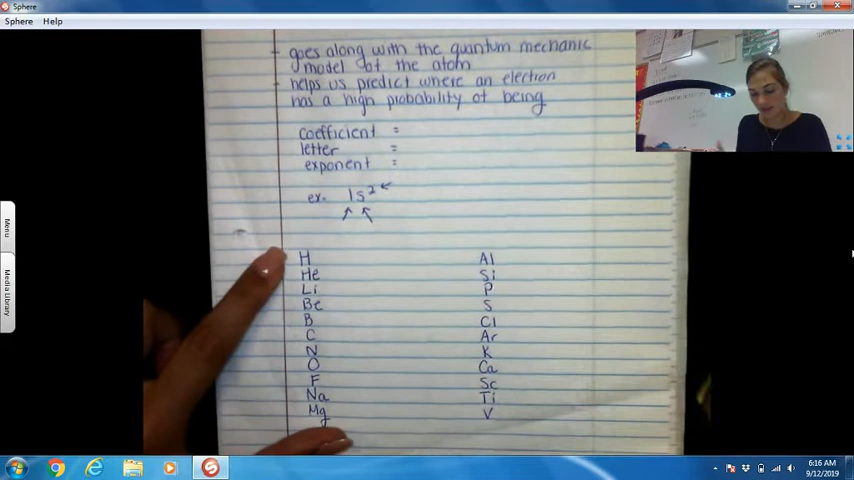 Sphere
Sphere Help
goes along with the quantum mechanic
model of the atom
helps us predict where an election
has a high probability of being
coefficient =
letter =
exponent =
ex. 1s²
H
He
Li
Be
B
C
N
O
F
Na
Mg
Al
Si
P
S
Cl
Ar
K
Ca
Sc
Ti
V
Menu
Media Library
6:16 AM
9/12/2019